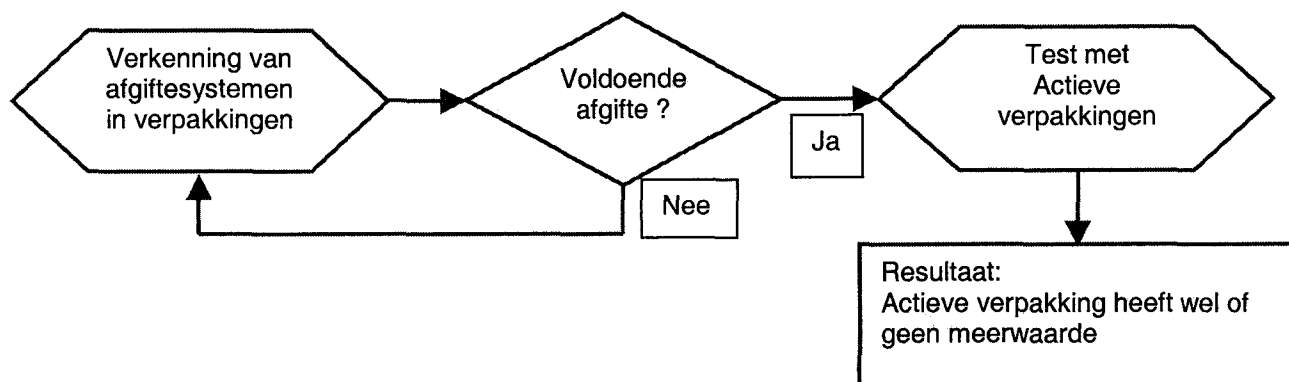 Verkenning van
afgiftesystemen
in verpakkingen
Voldoende
afgifte ?
Nee
Ja
Test met
Actieve
verpakkingen
Resultaat:
Actieve verpakking heeft wel of
geen meerwaarde